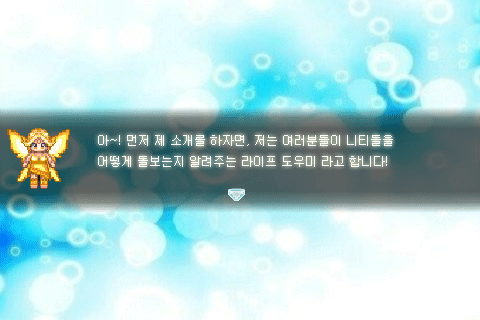 아~! 먼저 제 소개를 하자면, 저는 여러분들이 니티들을
어떻게 돌보는지 알려주는 라이프 도우미 라고 합니다!